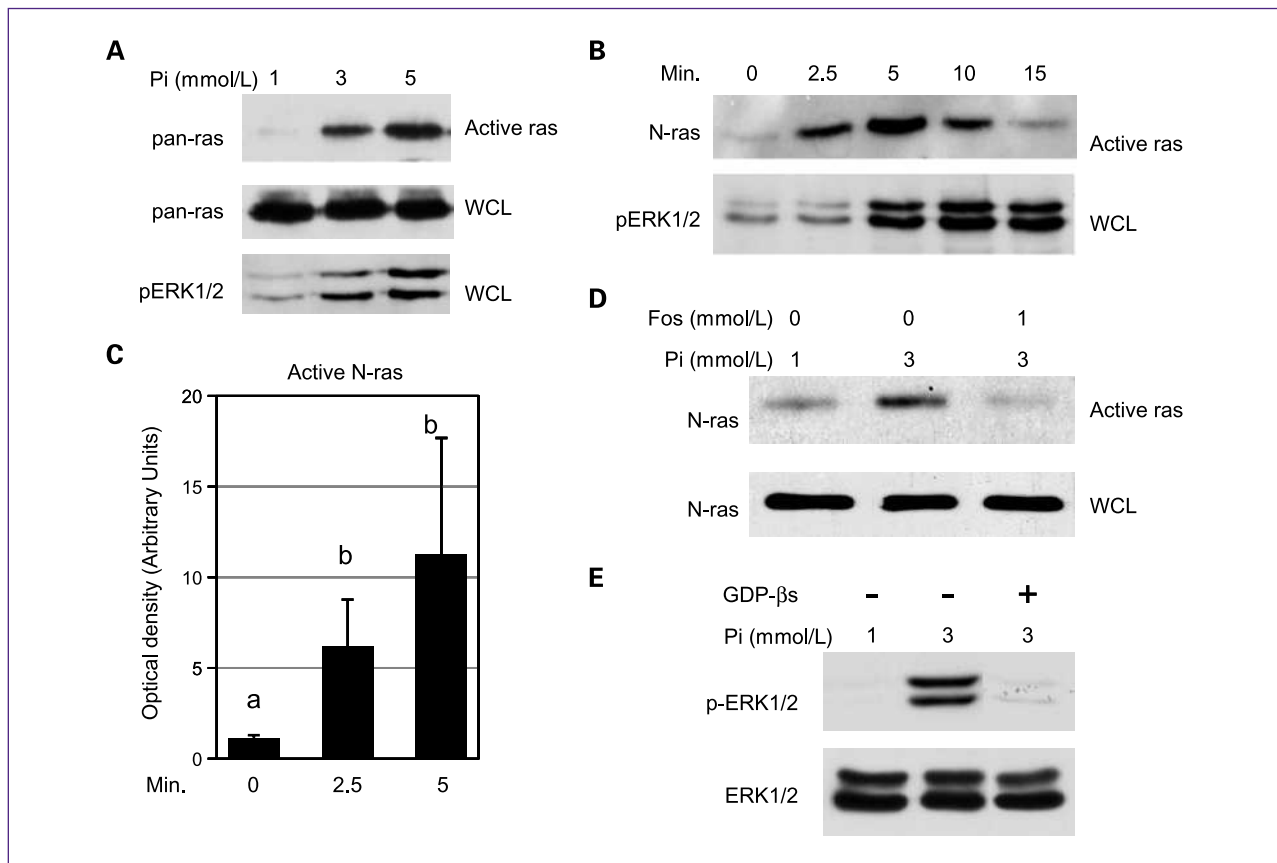 A
Pi (mmol/L) 1 3 5
pan-ras Active ras
pan-ras WCL
pERK1/2 WCL
B
Min. 0 2.5 5 10 15
N-ras Active ras
pERK1/2 WCL
C
Active N-ras
Optical density (Arbitrary Units)
20
15
10
5
0
a b b
Min. 0 2.5 5
D
Fos (mmol/L) 0 0 1
Pi (mmol/L) 1 3 3
N-ras Active ras
N-ras WCL
E
GDP-βs - - +
Pi (mmol/L) 1 3 3
p-ERK1/2
ERK1/2